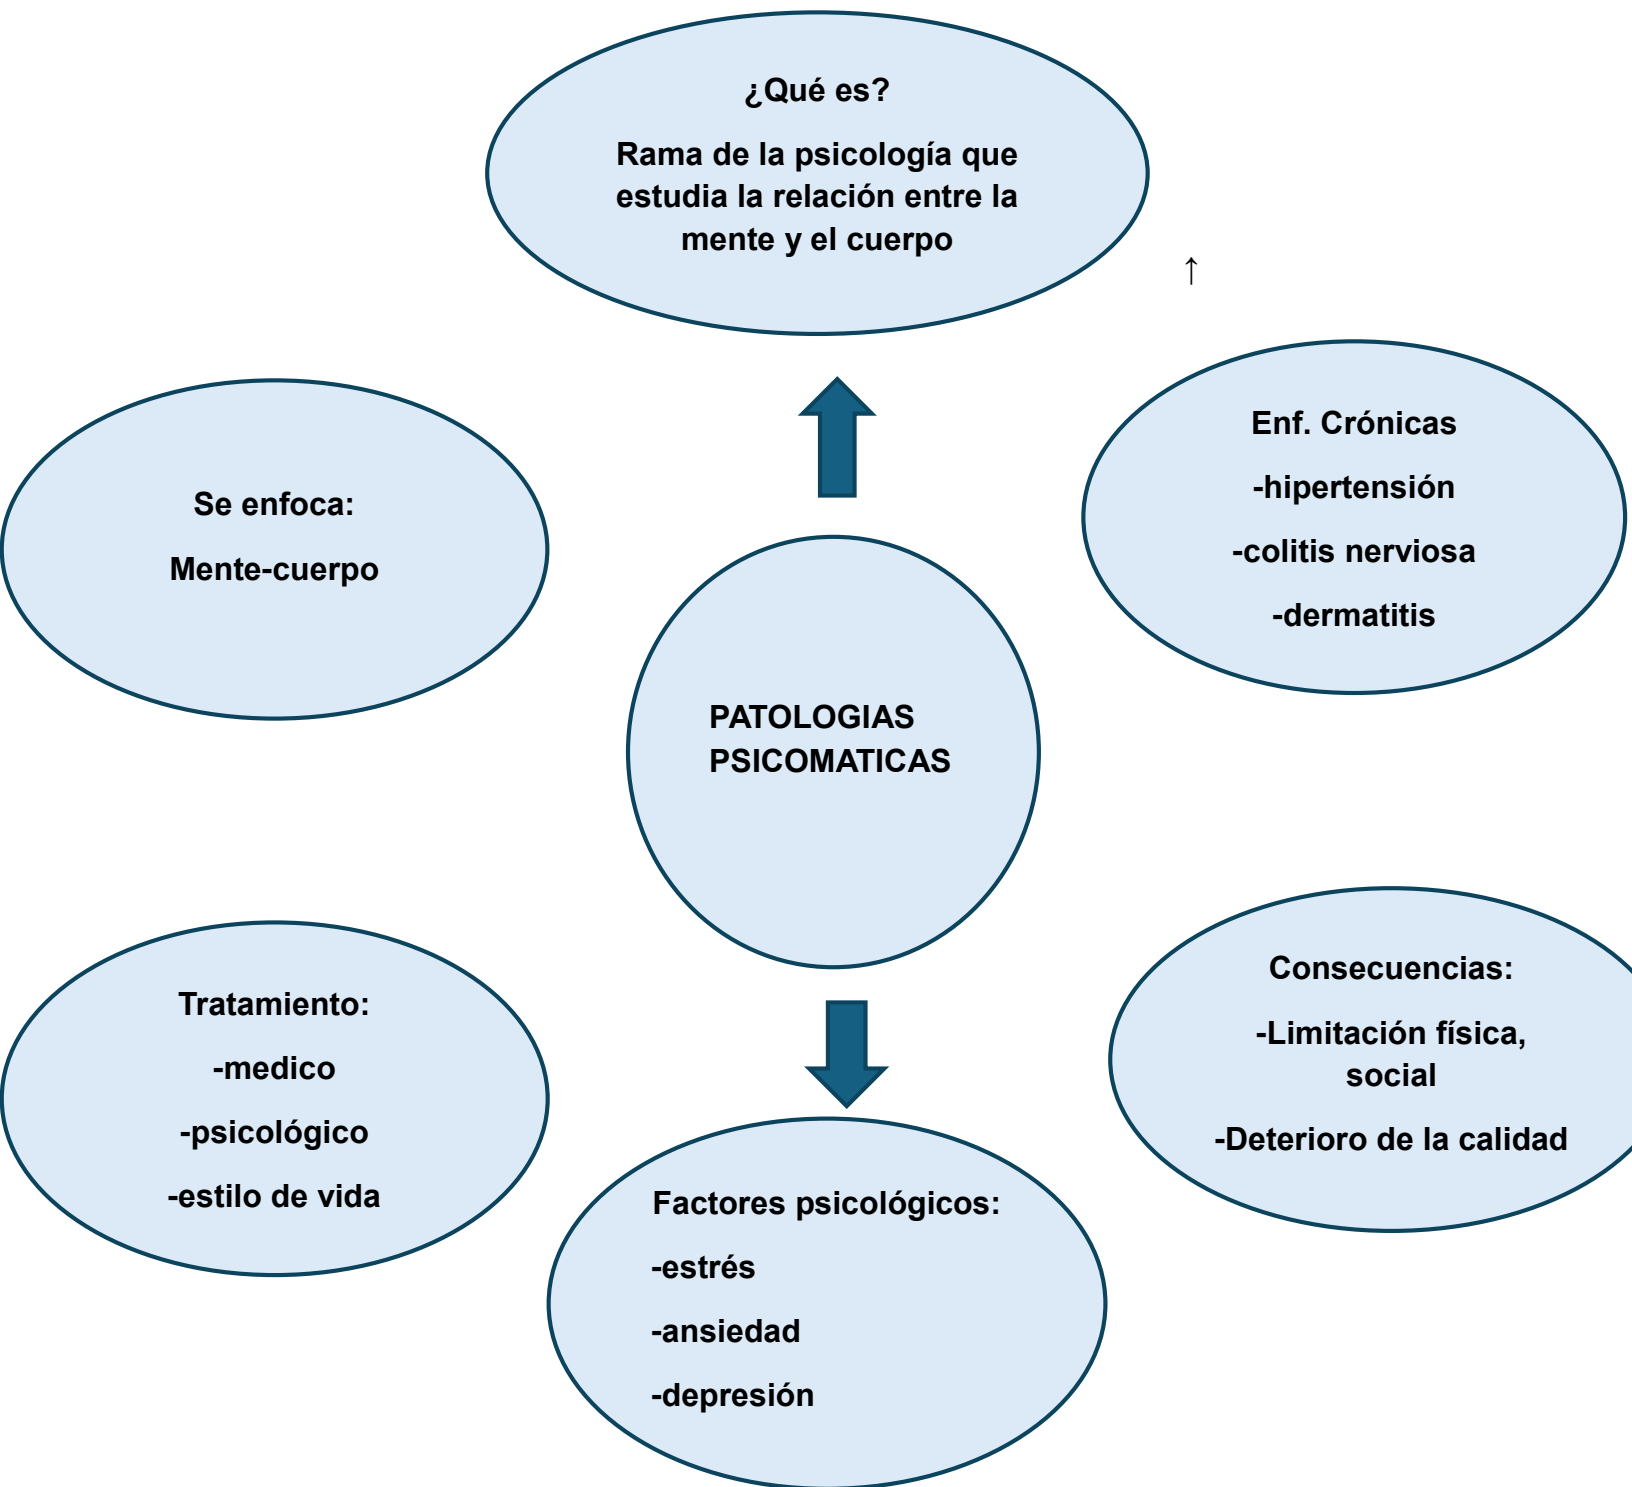 ¿Qué es?
Rama de la psicología que
estudia la relación entre la
mente y el cuerpo
↑
Enf. Crónicas
-hipertensión
-colitis nerviosa
-dermatitis
Se enfoca:
Mente-cuerpo
PATOLOGIAS
PSICOMATICAS
Consecuencias:
-Limitación física,
social
-Deterioro de la calidad
Tratamiento:
-medico
-psicológico
-estilo de vida
Factores psicológicos:
-estrés
-ansiedad
-depresión